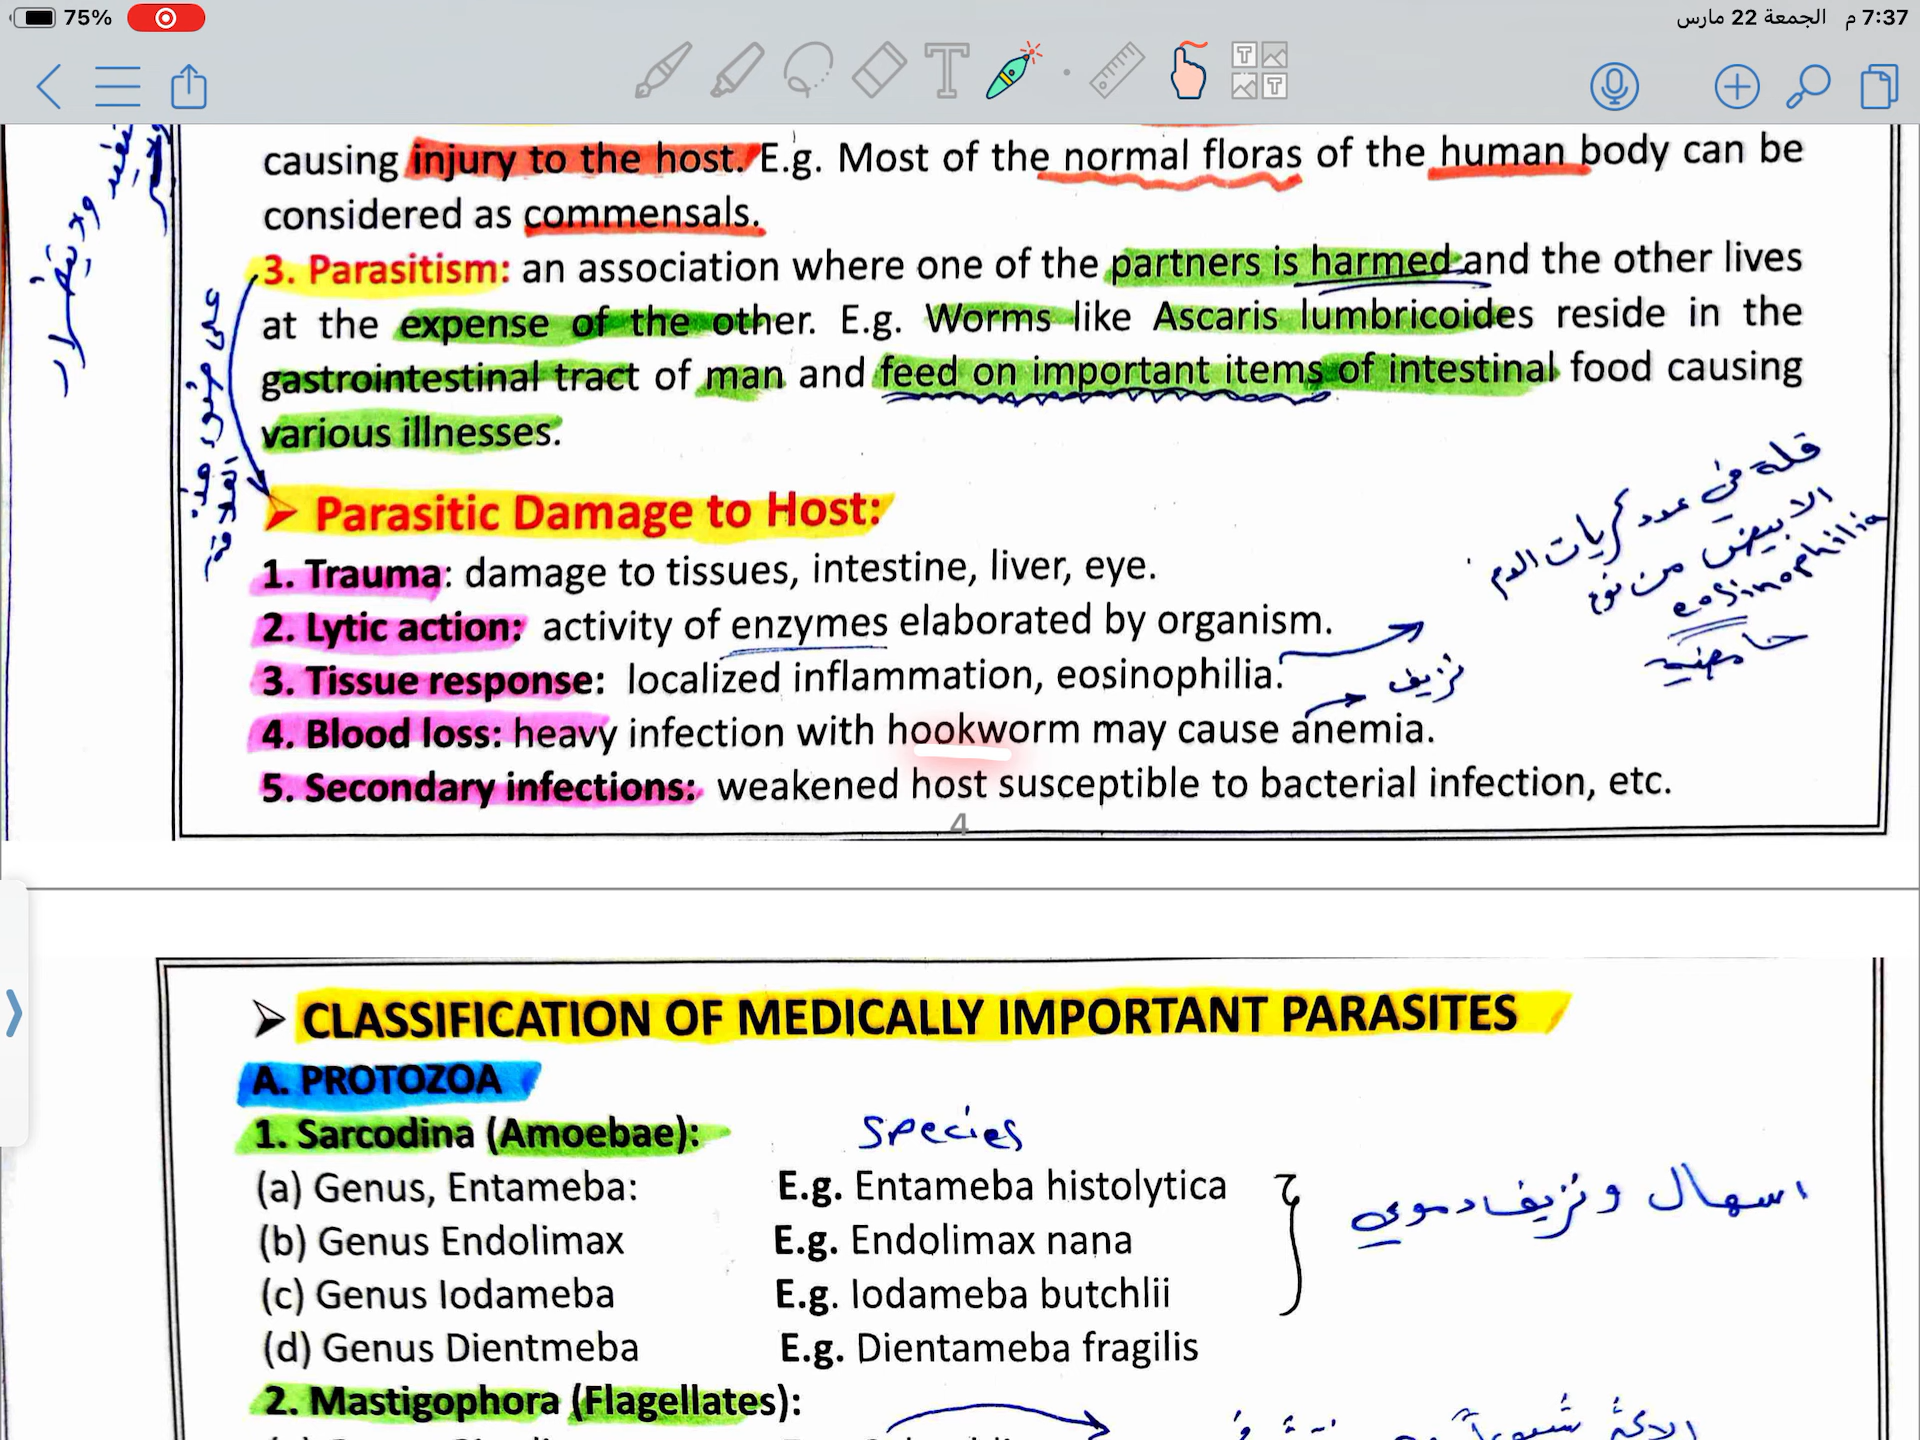 75%
7:37 م الجمعة 22 مارس
causing injury to the host. E.g. Most of the normal floras of the human body can be
considered as commensals.
3. Parasitism: an association where one of the partners is harmed and the other lives
at the expense of the other. E.g. Worms like Ascaris lumbricoides reside in the
gastrointestinal tract of man and feed on important items of intestinal food causing
various illnesses.
قلة في عدد كريات الدم
الابيض من نوع
eosinophilia
حامضيه
Parasitic Damage to Host:
1. Trauma: damage to tissues, intestine, liver, eye.
2. Lytic action: activity of enzymes elaborated by organism.
3. Tissue response: localized inflammation, eosinophilia.
نزيف
4. Blood loss: heavy infection with hookworm may cause anemia.
5. Secondary infections: weakened host susceptible to bacterial infection, etc.
4
CLASSIFICATION OF MEDICALLY IMPORTANT PARASITES
A. PROTOZOA
1. Sarcodina (Amoebae):
species
(a) Genus, Entameba: E.g. Entameba histolytica
اسهال ونزيف دموي
(b) Genus Endolimax E.g. Endolimax nana
(c) Genus Iodameba E.g. Iodameba butchlii
(d) Genus Dientmeba E.g. Dientameba fragilis
2. Mastigophora (Flagellates):